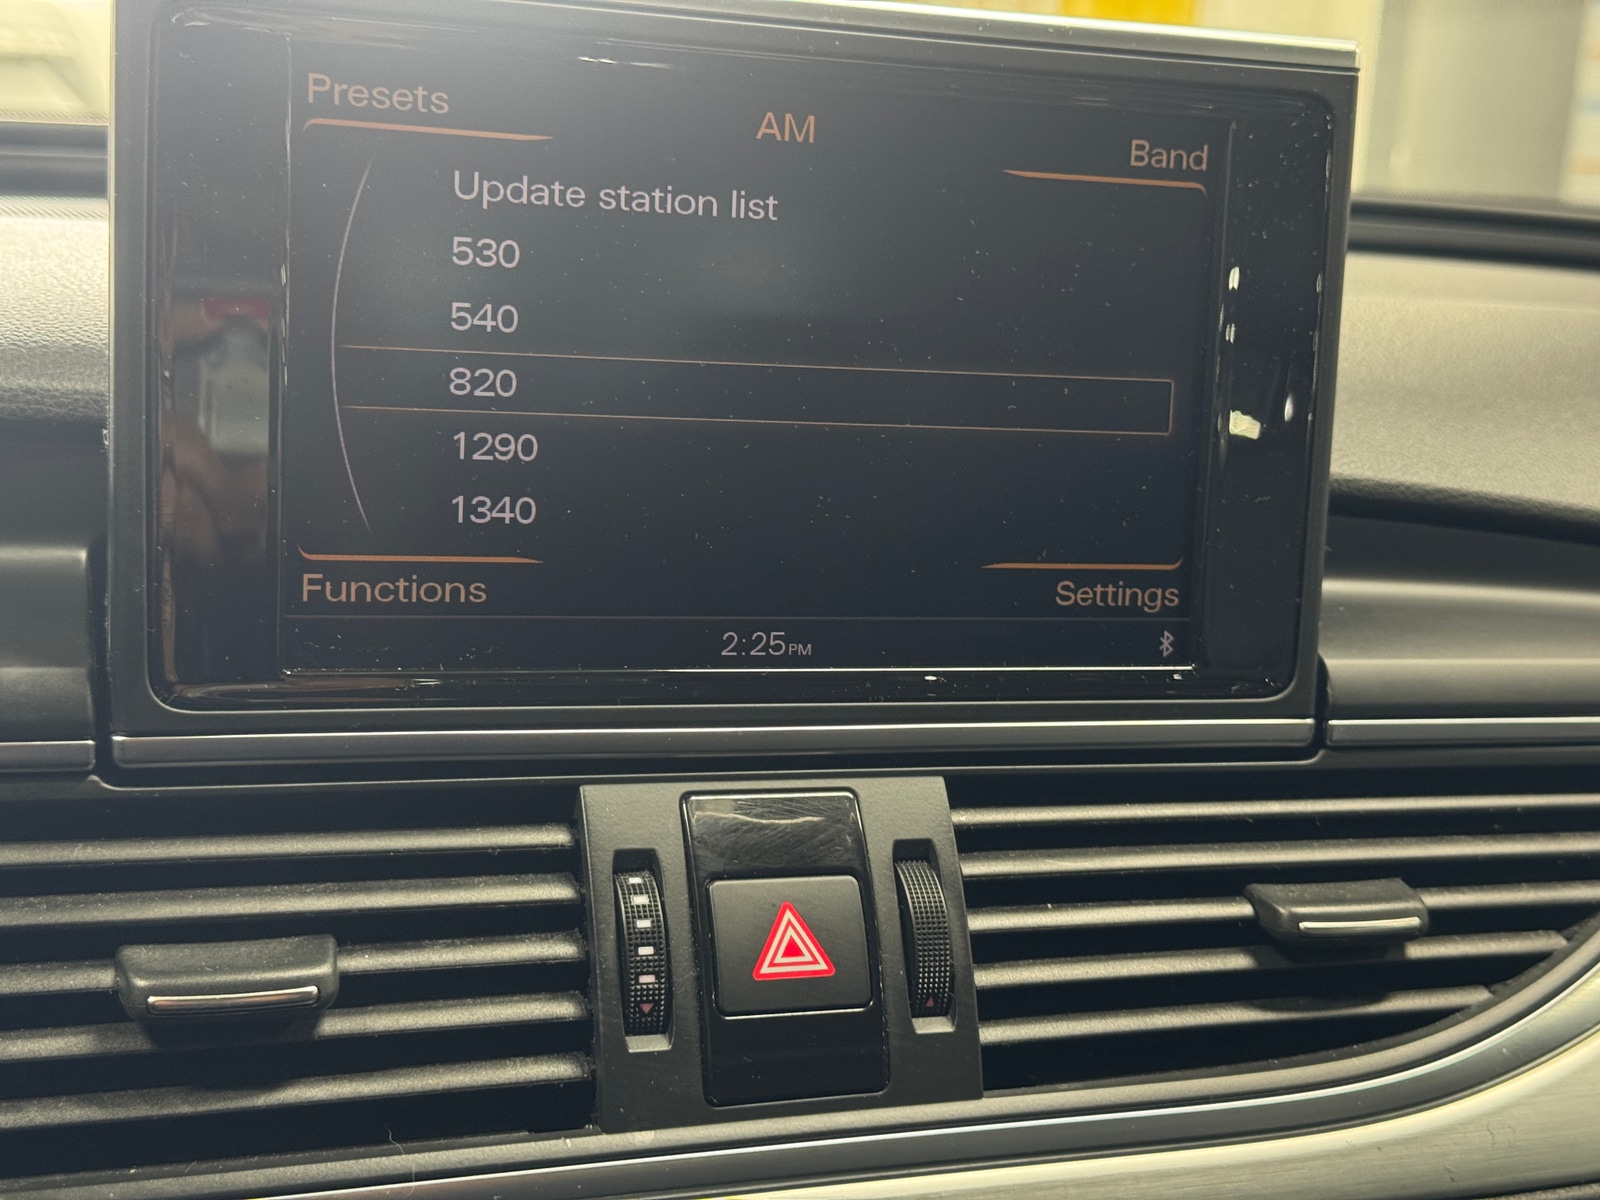 Presets
AM
Band
Update station list
530
540
820
1290
1340
Functions
Settings
2:25PM